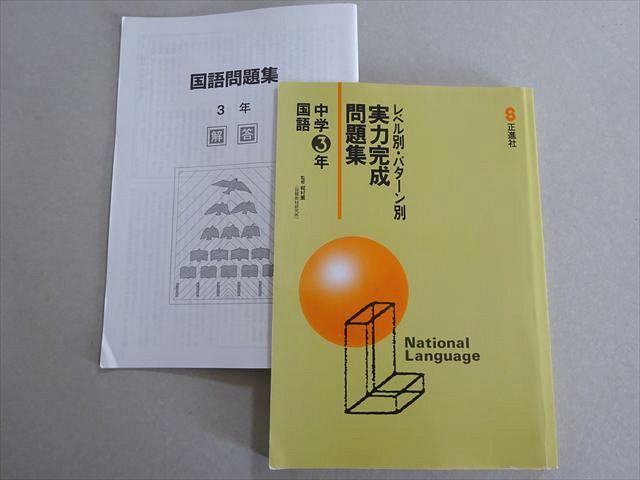 国語問題集
3 年
解 答
正進社
レベル別・パターン別
実力完成
問題集
中学3年
国語
National
Language